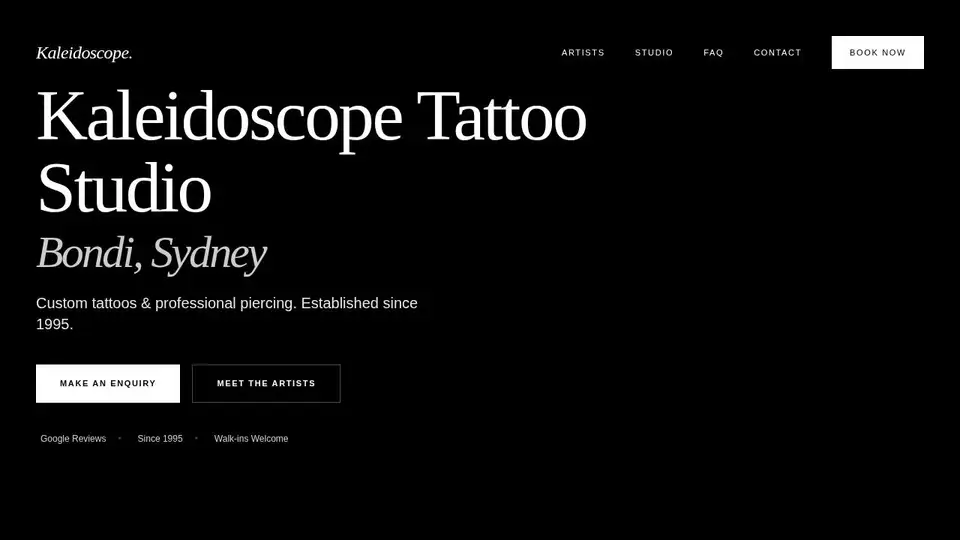 Kaleidoscope.
ARTISTS STUDIO FAQ CONTACT BOOK NOW
Kaleidoscope Tattoo
Studio
Bondi, Sydney
Custom tattoos & professional piercing. Established since
1995.
MAKE AN ENQUIRY MEET THE ARTISTS
Google Reviews • Since 1995 • Walk-ins Welcome